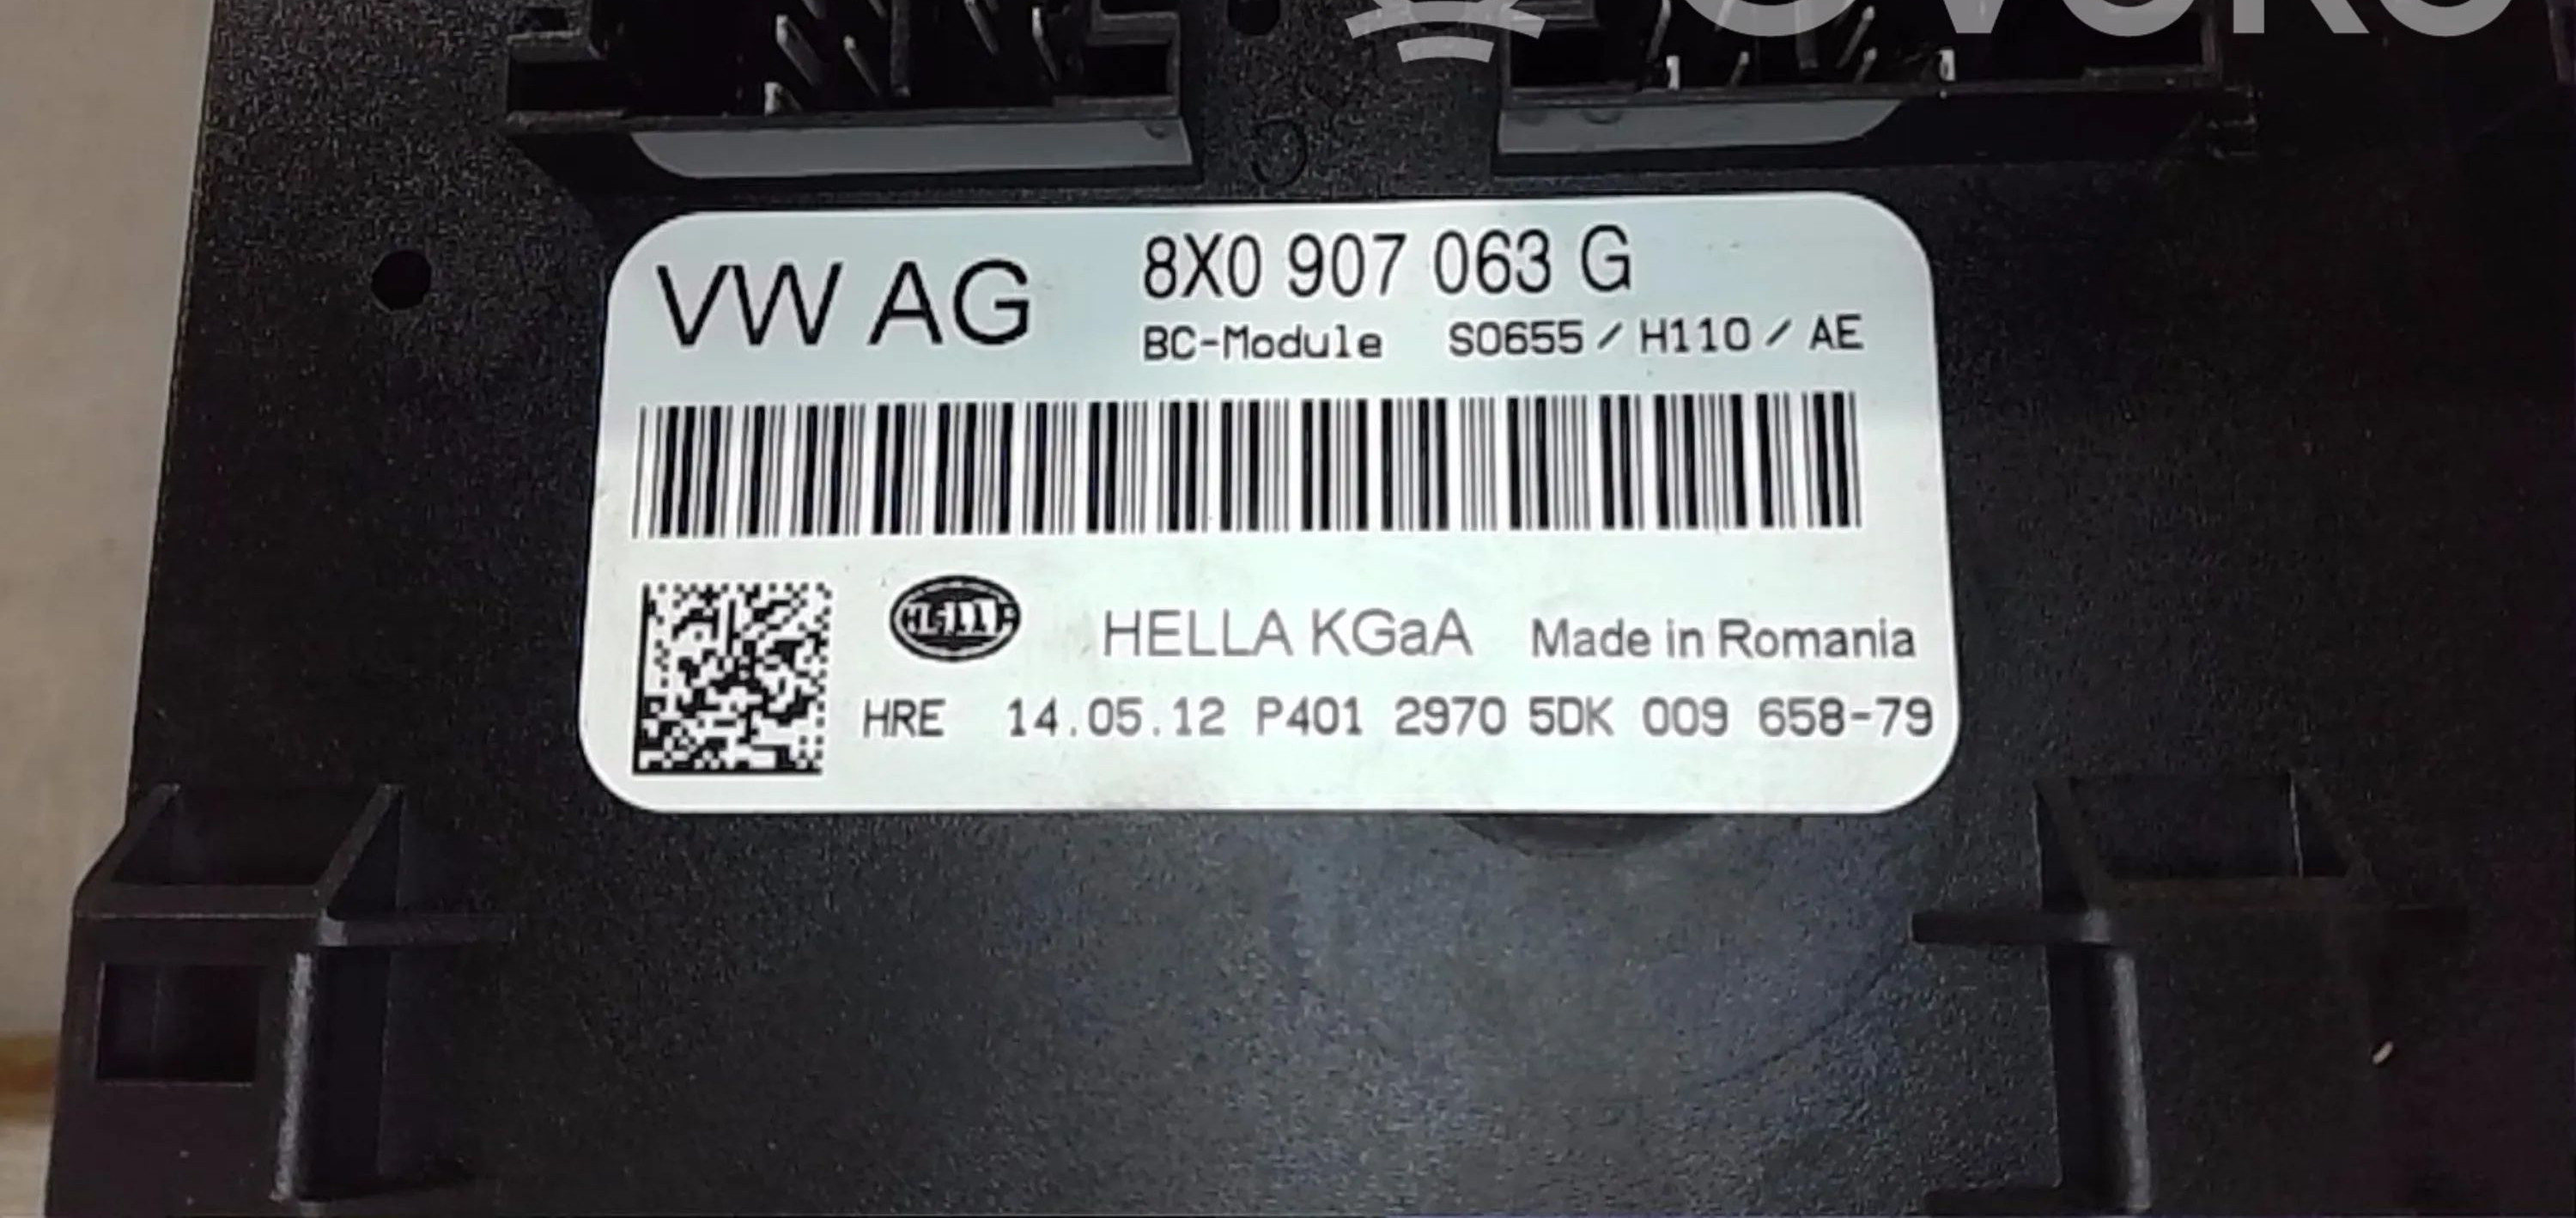 VW AG
8X0 907 063 G
BC-Module S0655 / H110 / AE
HELLA
HELLA KGaA Made in Romania
HRE 14.05.12 P401 2970 5DK 009 658-79